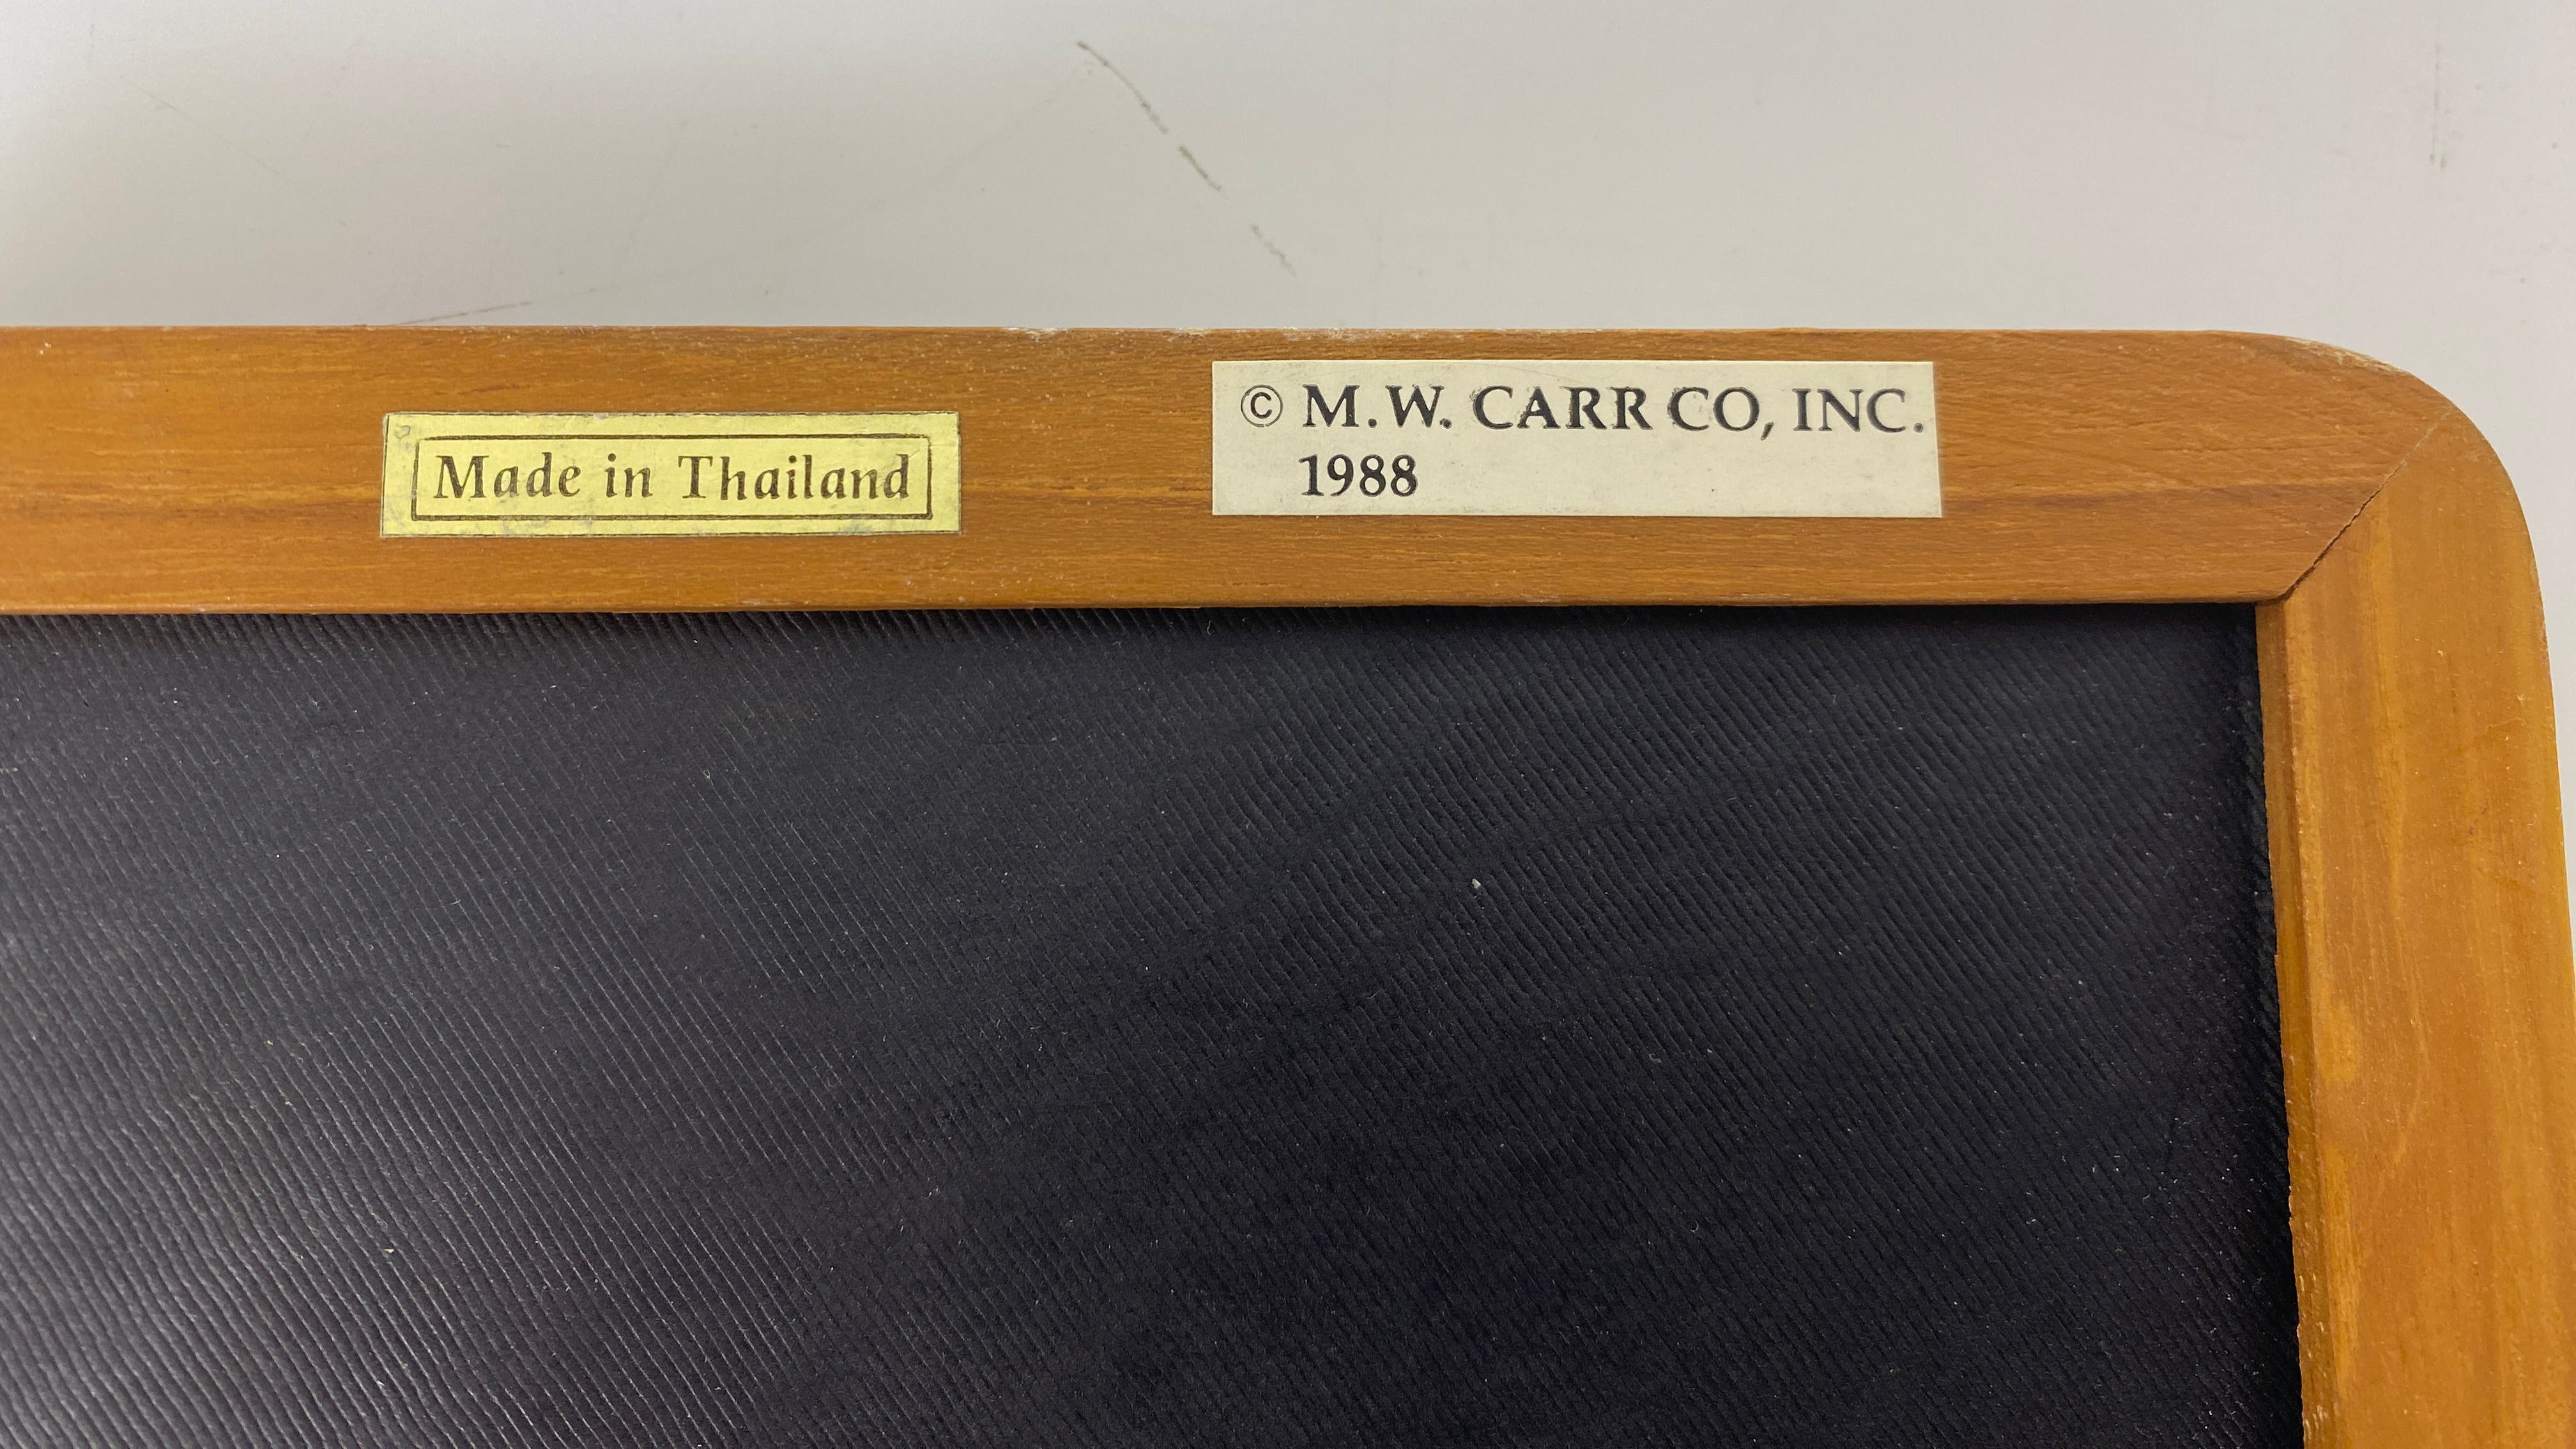 Made in Thailand
© M.W. CARR CO, INC.
1988